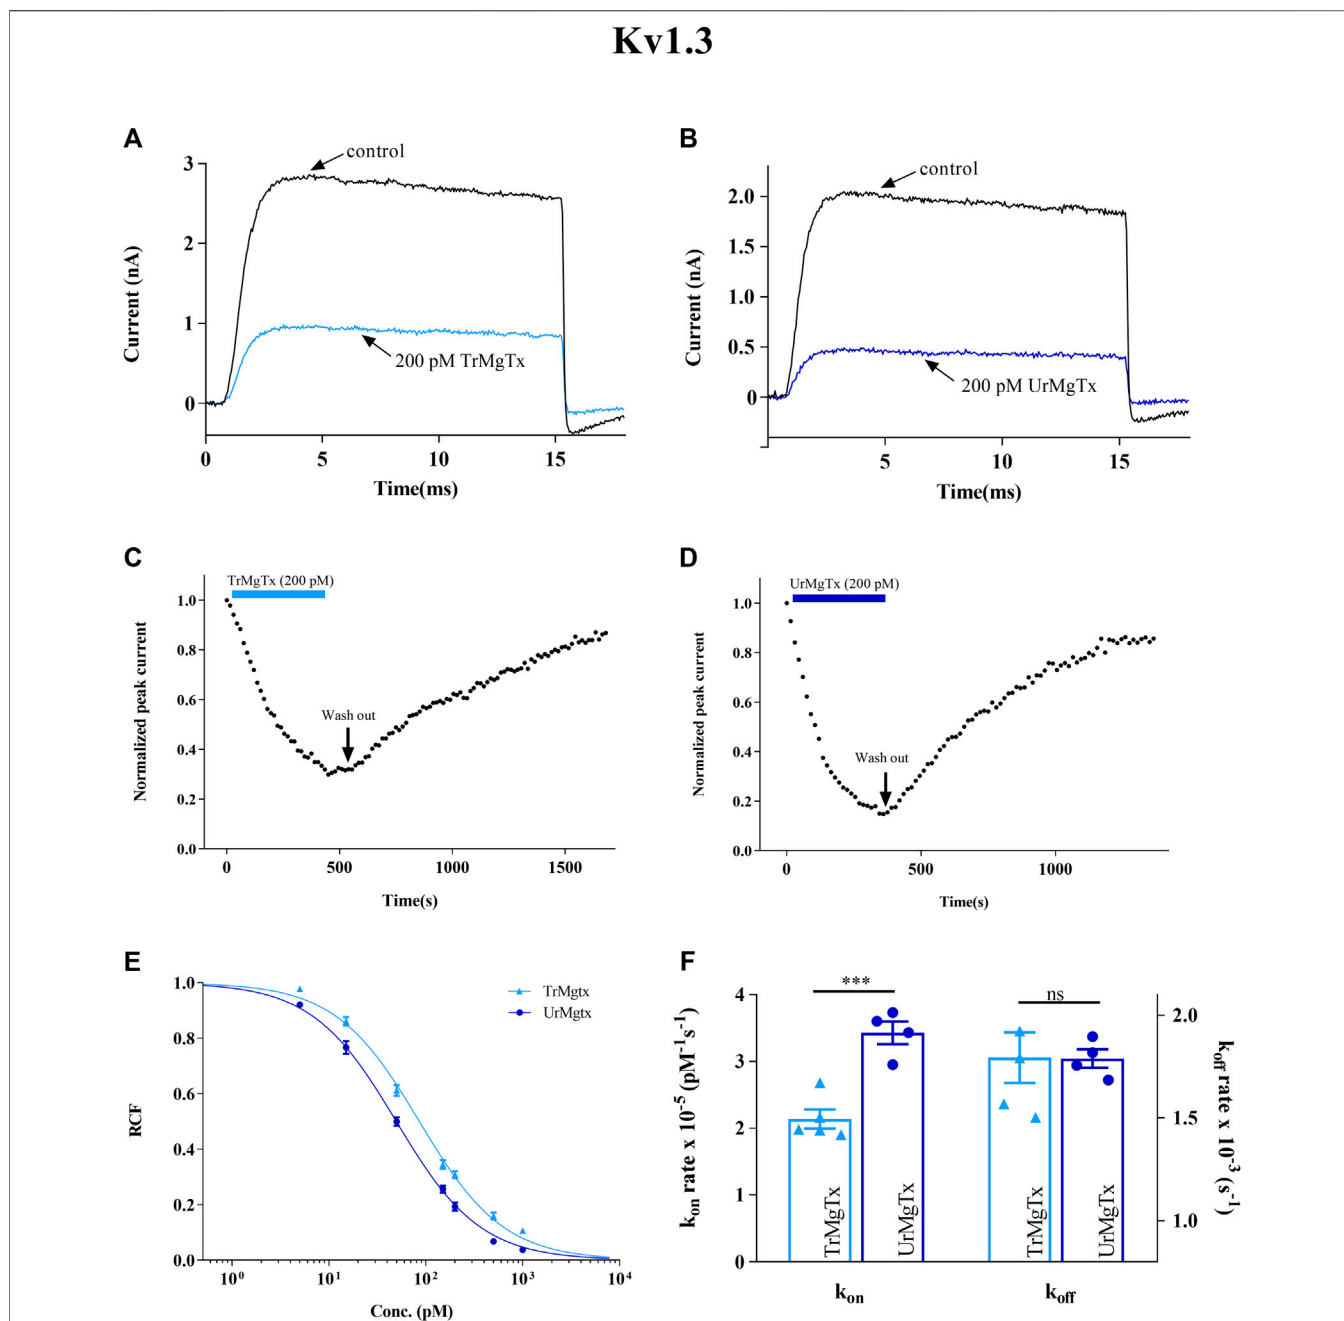 Kv1.3
A
control
3
2
1
0
Current (nA)
200 pM TrMgTx
0 5 10 15
Time(ms)
B
control
2.0
1.5
1.0
0.5
0
Current (nA)
200 pM UrMgTx
5 10 15
Time(ms)
C
TrMgTx (200 pM)
1.0
0.8
0.6
0.4
0.2
0.0
Normalized peak current
Wash out
0 500 1000 1500
Time(s)
D
UrMgTx (200 pM)
1.0
0.8
0.6
0.4
0.2
0.0
Normalized peak current
Wash out
0 500 1000
Time(s)
E
1.0
0.8
0.6
0.4
0.2
0.0
RCF
TrMgtx
UrMgtx
10⁰ 10¹ 10² 10³ 10⁴
Conc. (pM)
F
*** ns
4
3
2
1
0
kon rate x 10⁻⁵ (pM⁻¹s⁻¹)
TrMgTx
UrMgTx
TrMgTx
UrMgTx
2.0
1.5
1.0
koff rate x 10⁻³ (s⁻¹)
kon koff